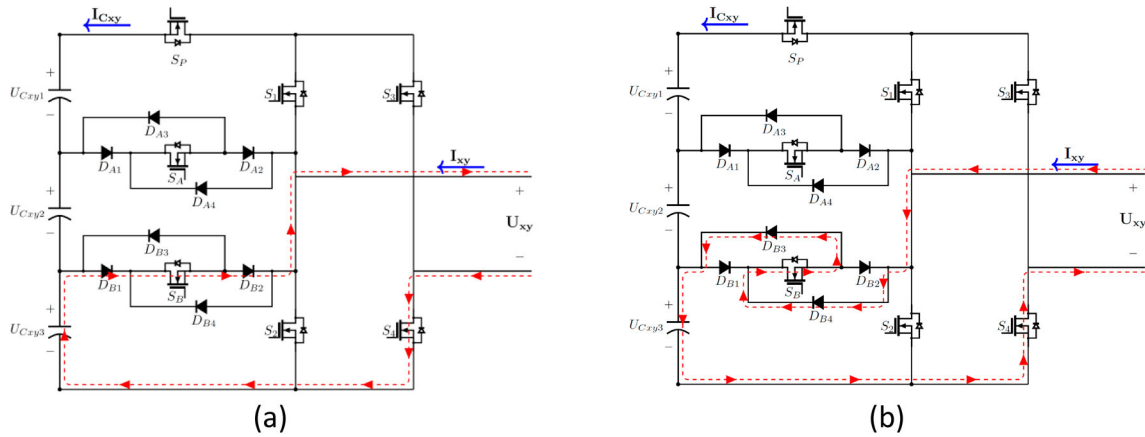 I_Cxy
S_P
U_Cxy1
+
−
S_1
S_3
D_A3
D_A1
S_A
D_A2
D_A4
I_xy
U_Cxy2
+
−
+
U_xy
−
D_B3
D_B1
S_B
D_B2
D_B4
U_Cxy3
+
−
S_2
S_4
(a)
I_Cxy
S_P
U_Cxy1
+
−
S_1
S_3
D_A3
D_A1
S_A
D_A2
D_A4
I_xy
U_Cxy2
+
−
+
U_xy
−
D_B3
D_B1
S_B
D_B2
D_B4
U_Cxy3
+
−
S_2
S_4
(b)